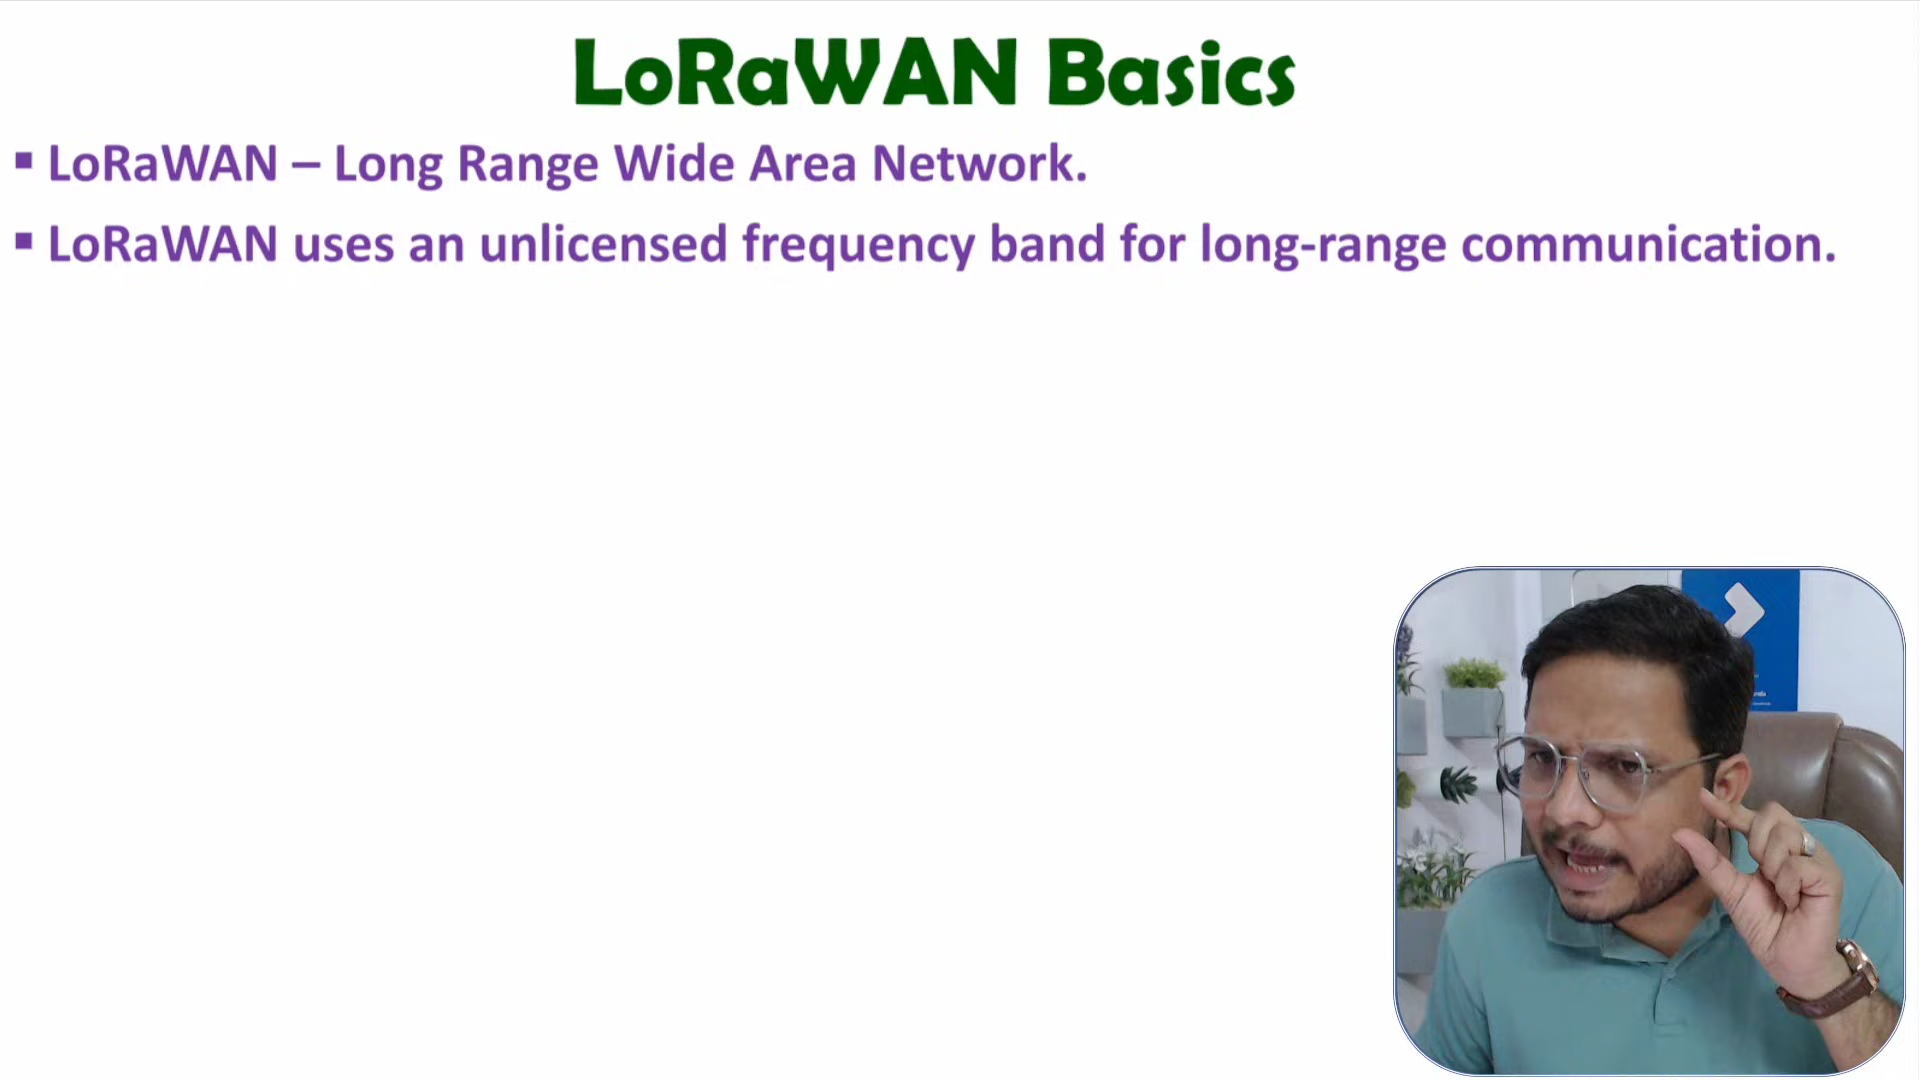 LoRaWAN Basics
▪ LoRaWAN – Long Range Wide Area Network.
▪ LoRaWAN uses an unlicensed frequency band for long-range communication.